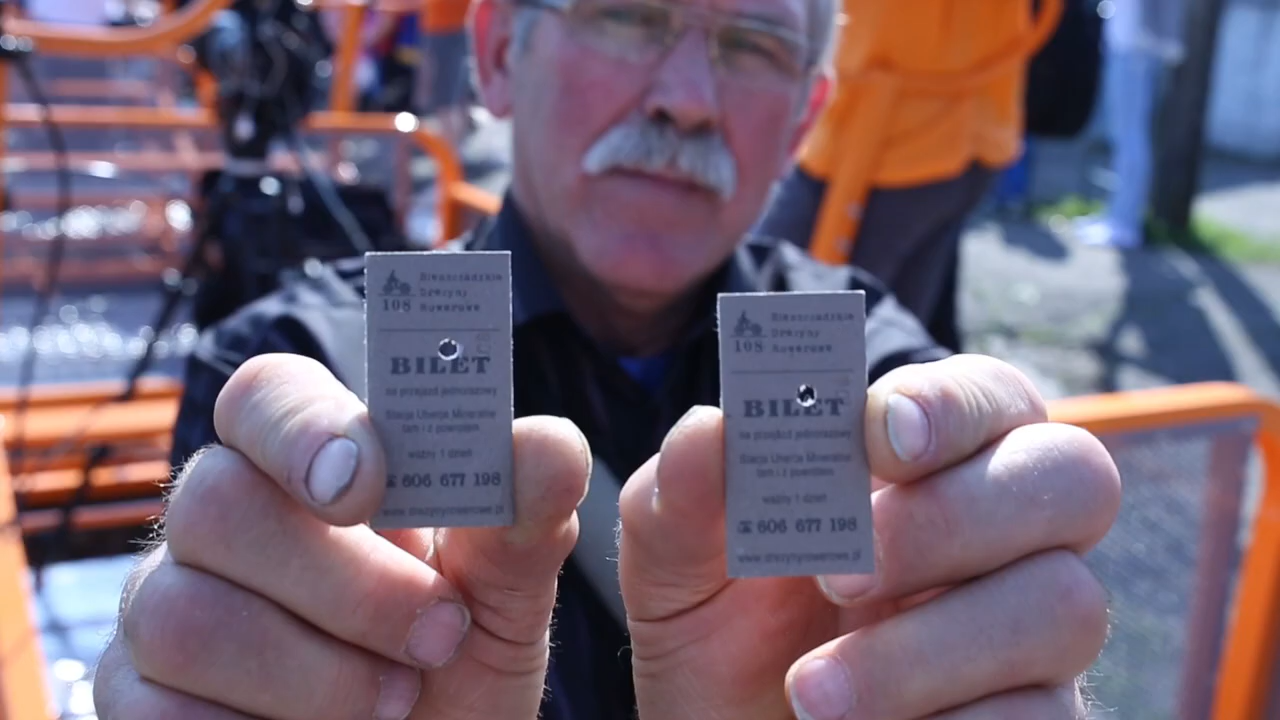 Bieszczadzkie
Drezyny
108 Rowerowe
BILET
na przejazd jednorazowy
Stacja Uherce Mineralne
tam i z powrotem
ważny 1 dzień
☎ 606 677 198
www.drezynyrowerowe.pl
Bieszczadzkie
Drezyny
108 Rowerowe
BILET
na przejazd jednorazowy
Stacja Uherce Mineralne
tam i z powrotem
ważny 1 dzień
☎ 606 677 198
www.drezynyrowerowe.pl